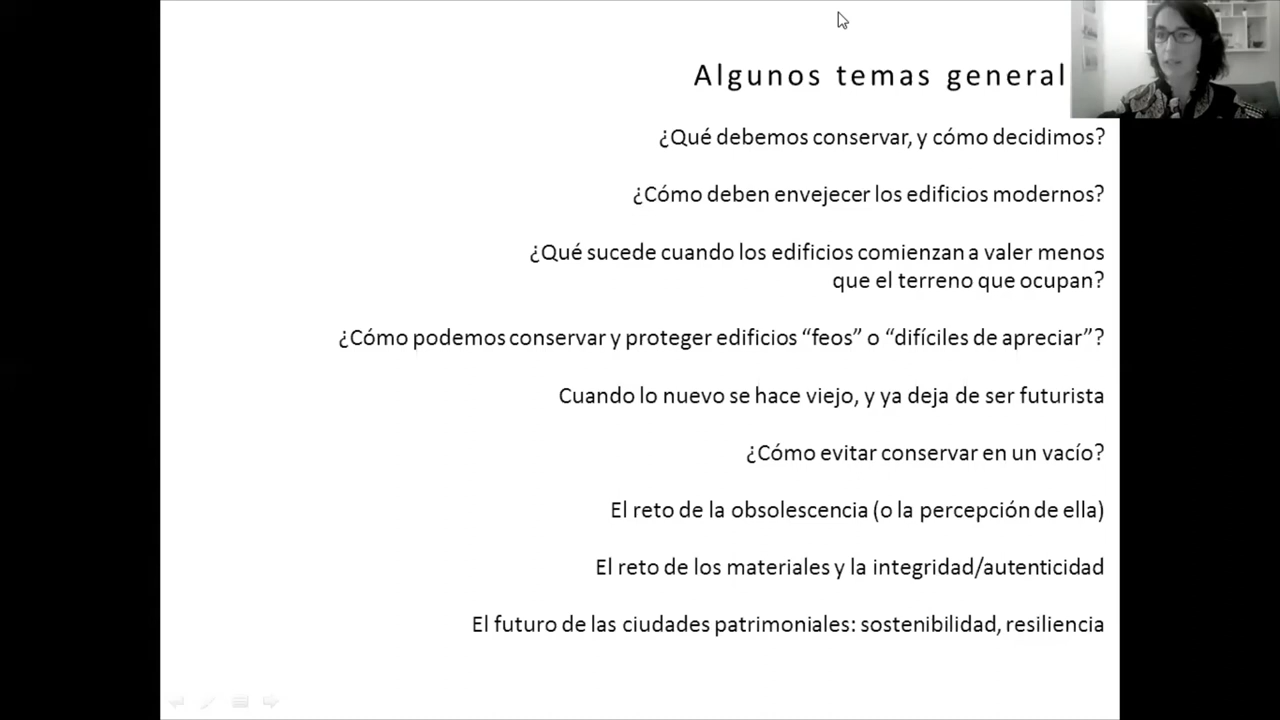 Algunos temas general
¿Qué debemos conservar, y cómo decidimos?
¿Cómo deben envejecer los edificios modernos?
¿Qué sucede cuando los edificios comienzan a valer menos
que el terreno que ocupan?
¿Cómo podemos conservar y proteger edificios “feos” o “difíciles de apreciar”?
Cuando lo nuevo se hace viejo, y ya deja de ser futurista
¿Cómo evitar conservar en un vacío?
El reto de la obsolescencia (o la percepción de ella)
El reto de los materiales y la integridad/autenticidad
El futuro de las ciudades patrimoniales: sostenibilidad, resiliencia